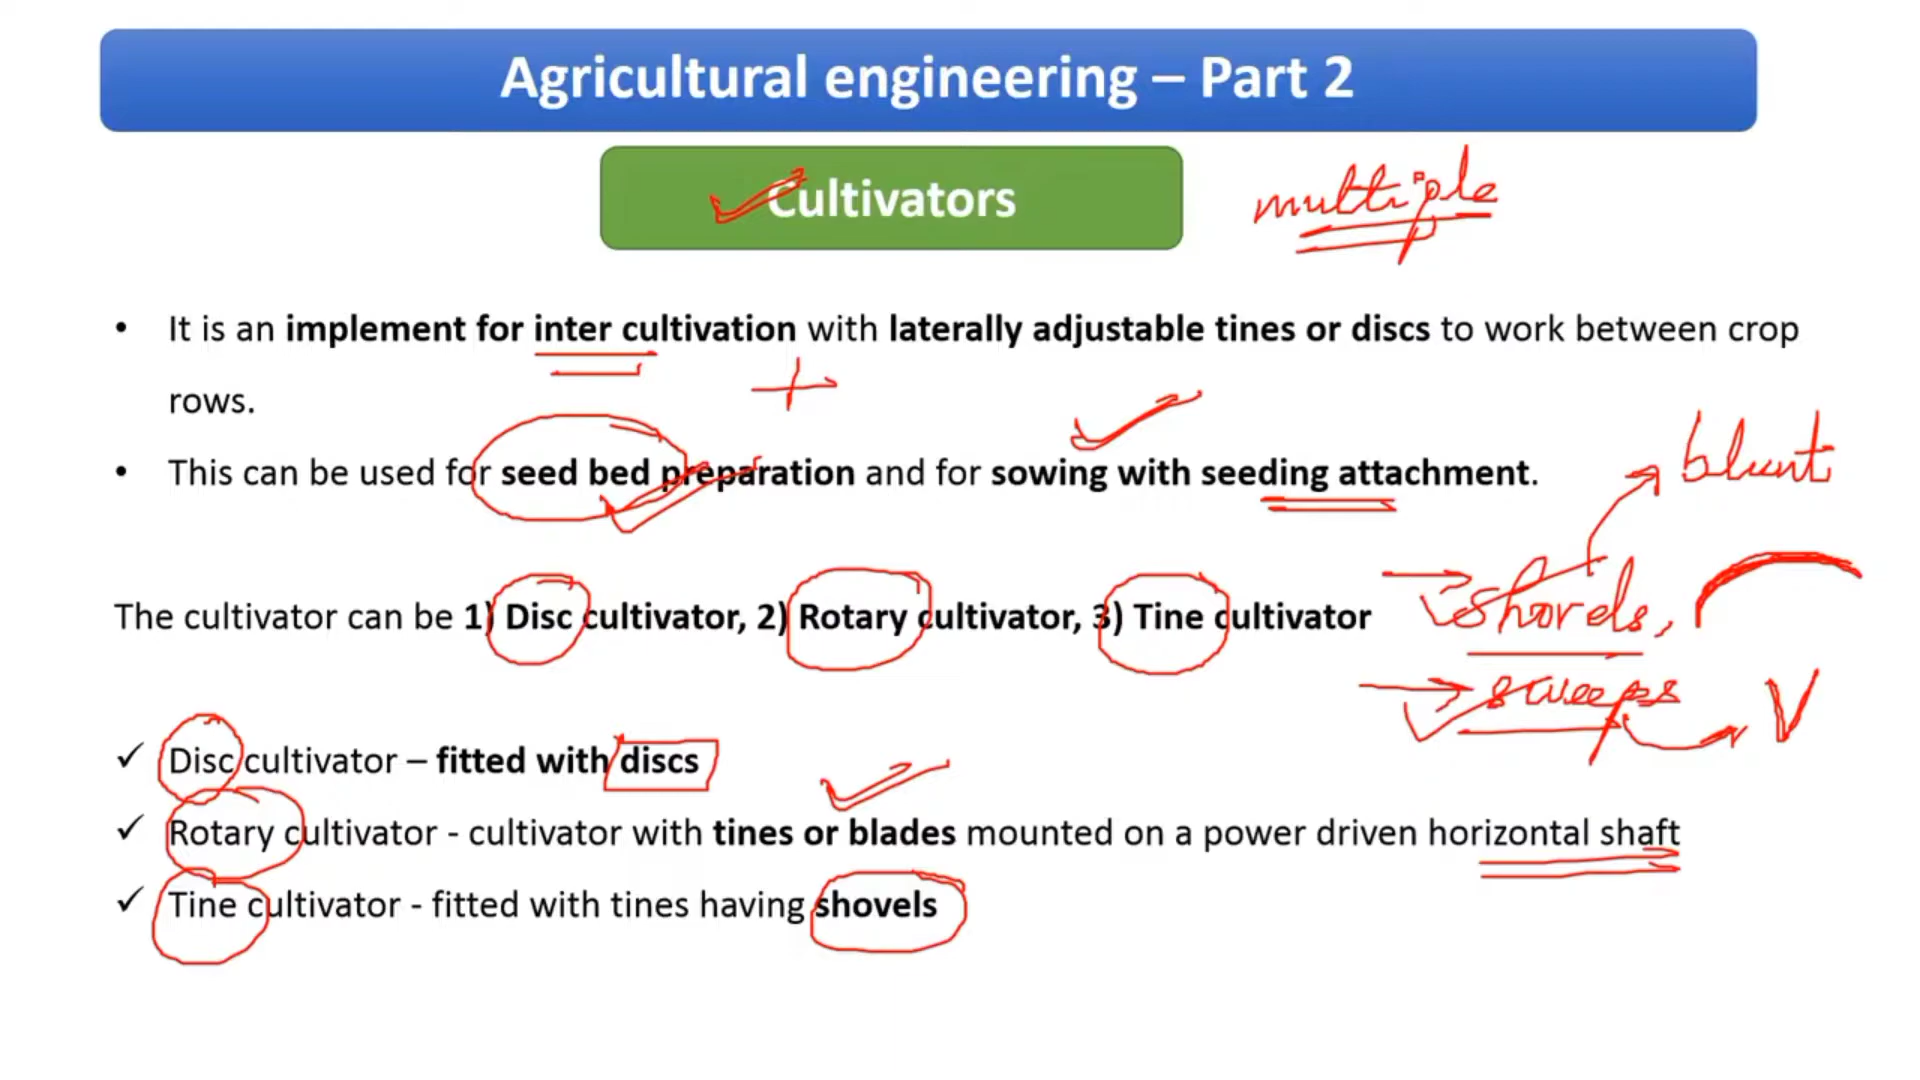 Agricultural engineering – Part 2
Cultivators
multiple
• It is an implement for inter cultivation with laterally adjustable tines or discs to work between crop
rows.
• This can be used for seed bed preparation and for sowing with seeding attachment.
blunt
The cultivator can be 1) Disc cultivator, 2) Rotary cultivator, 3) Tine cultivator
shovels,
sweeps
V
✓ Disc cultivator – fitted with discs
✓ Rotary cultivator - cultivator with tines or blades mounted on a power driven horizontal shaft
✓ Tine cultivator - fitted with tines having shovels